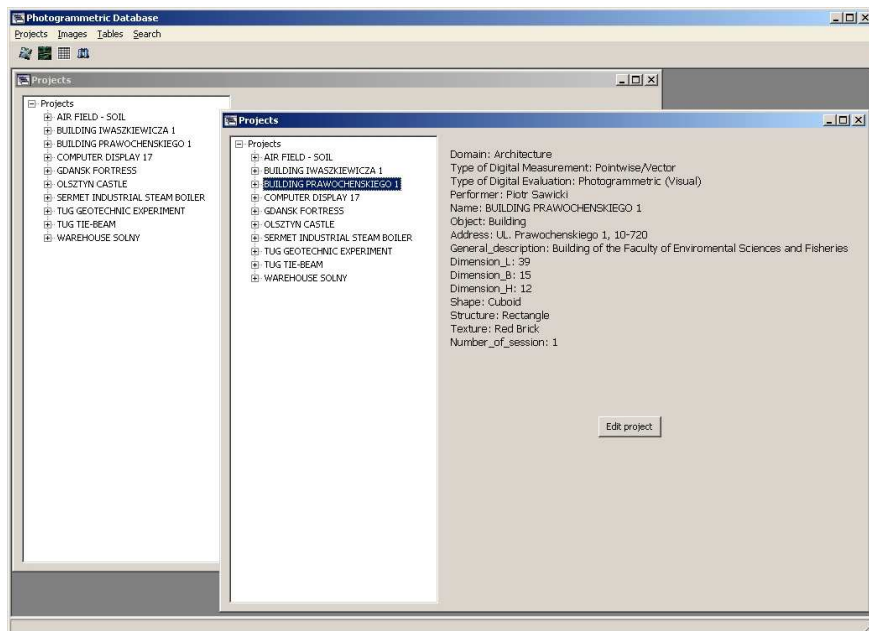 Photogrammetric Database
Projects Images Tables Search
Projects
Projects
AIR FIELD - SOIL
BUILDING IWASZKIEWICZA 1
BUILDING PRAWOCHENSKIEGO 1
COMPUTER DISPLAY 17
GDANSK FORTRESS
OLSZTYN CASTLE
SERMET INDUSTRIAL STEAM BOILER
TUG GEOTECHNIC EXPERIMENT
TUG TIE-BEAM
WAREHOUSE SOLNY
Projects
Projects
AIR FIELD - SOIL
BUILDING IWASZKIEWICZA 1
BUILDING PRAWOCHENSKIEGO 1
COMPUTER DISPLAY 17
GDANSK FORTRESS
OLSZTYN CASTLE
SERMET INDUSTRIAL STEAM BOILER
TUG GEOTECHNIC EXPERIMENT
TUG TIE-BEAM
WAREHOUSE SOLNY
Domain: Architecture
Type of Digital Measurement: Pointwise/Vector
Type of Digital Evaluation: Photogrammetric (Visual)
Performer: Piotr Sawicki
Name: BUILDING PRAWOCHENSKIEGO 1
Object: Building
Address: UL. Prawochenskiego 1, 10-720
General_description: Building of the Faculty of Enviromental Sciences and Fisheries
Dimension_L: 39
Dimension_B: 15
Dimension_H: 12
Shape: Cuboid
Structure: Rectangle
Texture: Red Brick
Number_of_session: 1
Edit project